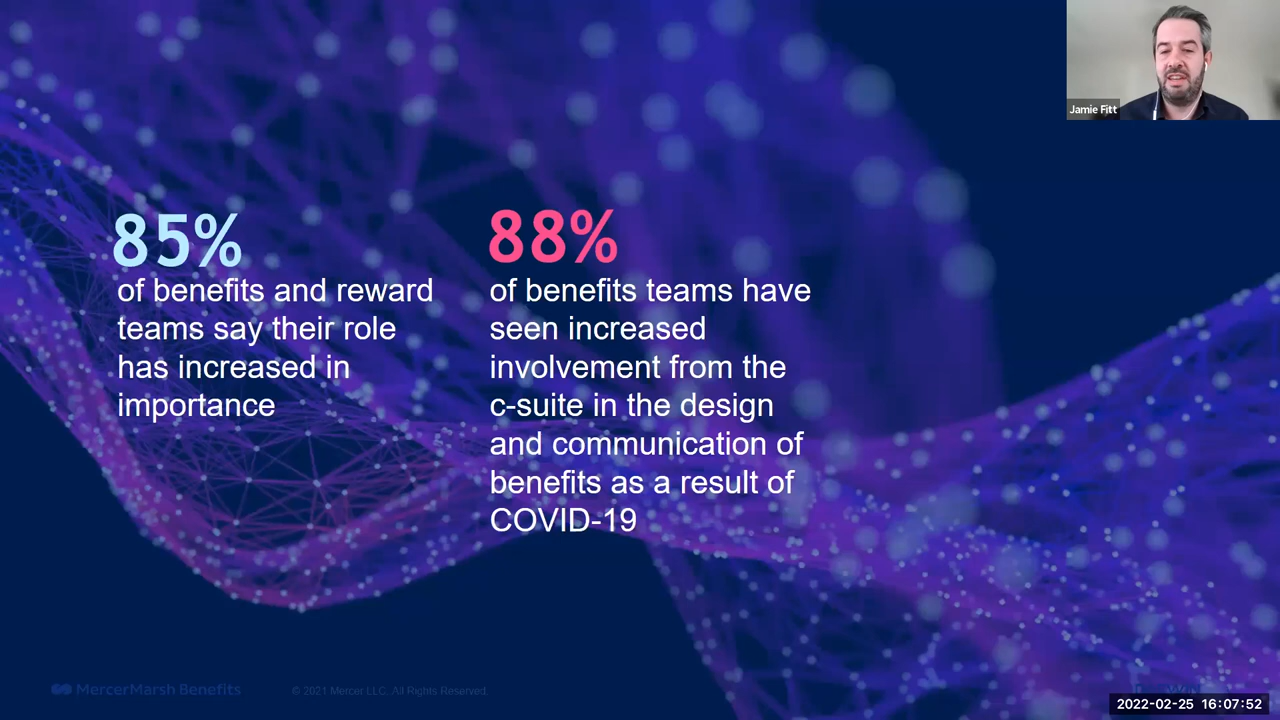 Jamie Fitt
85%
of benefits and reward
teams say their role
has increased in
importance
88%
of benefits teams have
seen increased
involvement from the
c-suite in the design
and communication of
benefits as a result of
COVID-19
MercerMarsh Benefits
© 2021 Mercer LLC. All Rights Reserved.
2022-02-25 16:07:52